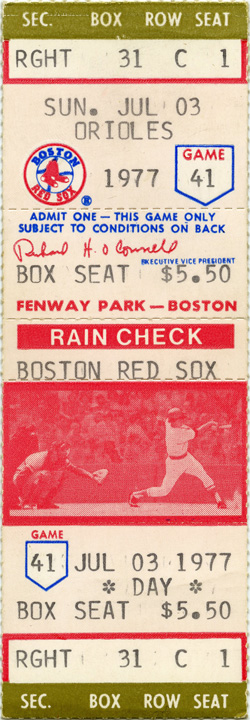 SEC. BOX ROW SEAT
RGHT 31 C 1
SUN. JUL 03
ORIOLES
BOSTON
RED SOX
®
1977
GAME
41
ADMIT ONE — THIS GAME ONLY
SUBJECT TO CONDITIONS ON BACK
Richard H. O'Connell
EXECUTIVE VICE PRESIDENT
BOX SEAT $5.50
FENWAY PARK — BOSTON
RAIN CHECK
BOSTON RED SOX
GAME
41 JUL 03 1977
* DAY *
BOX SEAT $5.50
RGHT 31 C 1
SEC. BOX ROW SEAT